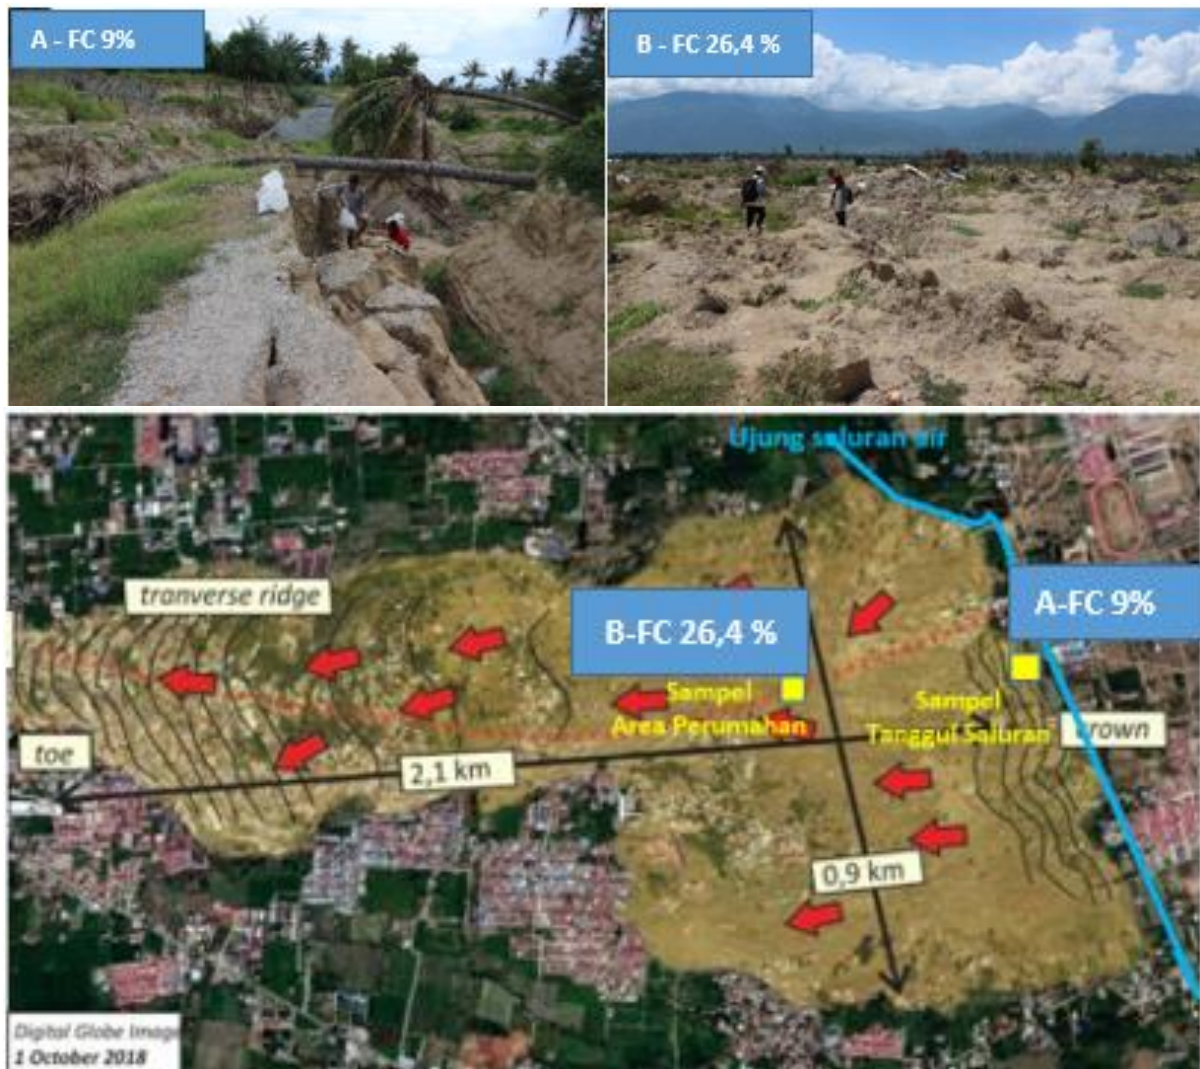 A - FC 9%
B - FC 26,4 %
Ujung saluran air
tranverse ridge
A-FC 9%
B-FC 26,4 %
Sampel
Area Perumahan
Sampel
Tanggul Saluran
crown
toe
2,1 km
0,9 km
Digital Globe Image
1 October 2018